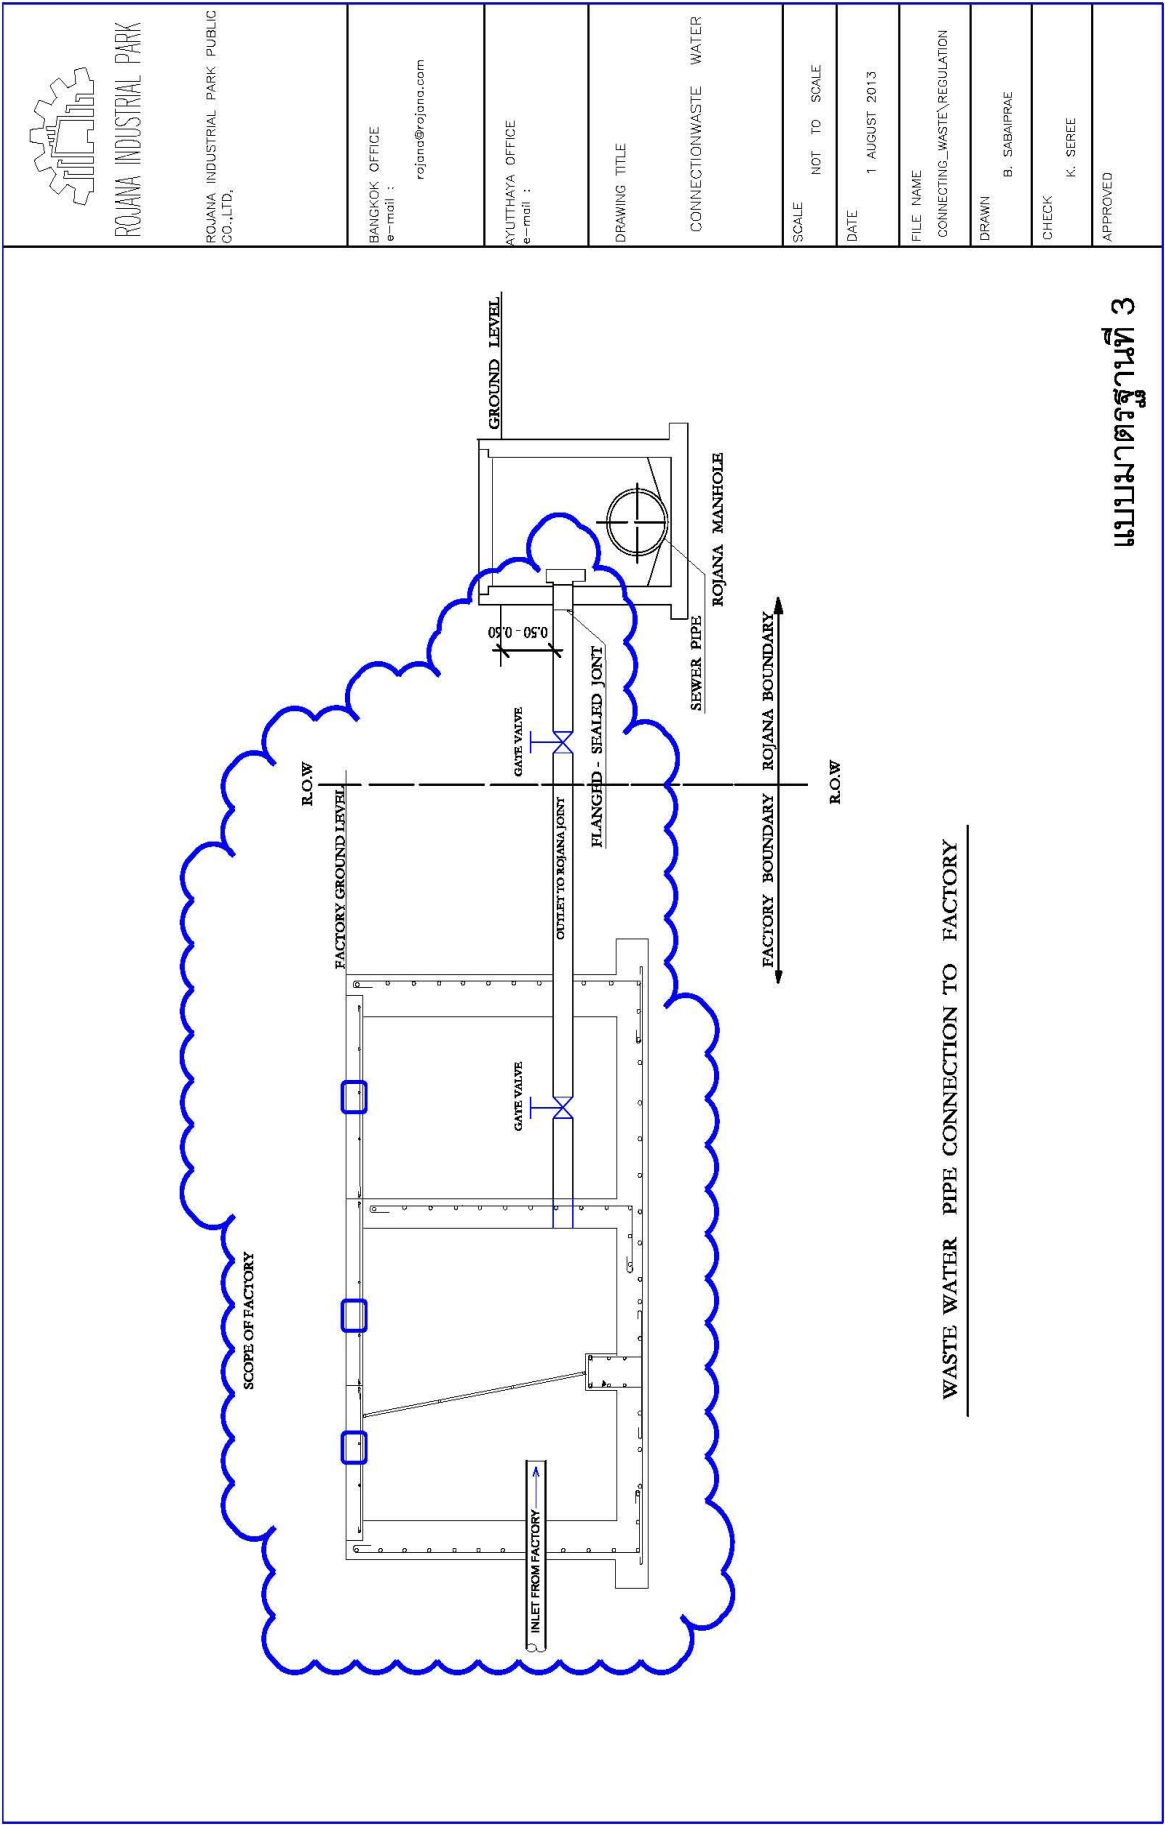 ROJANA INDUSTRIAL PARK
ROJANA INDUSTRIAL PARK PUBLIC
CO.,LTD.
BANGKOK OFFICE
e-mail :
rojana@rojana.com
AYUTTHAYA OFFICE
e-mail :
DRAWING TITLE
CONNECTIONWASTE WATER
SCALE
NOT TO SCALE
DATE
1 AUGUST 2013
FILE NAME
CONNECTING_WASTE\REGULATION
DRAWN
B. SABAIPRAE
CHECK
K. SEREE
APPROVED
SCOPE OF FACTORY
R.O.W
FACTORY GROUND LEVEL
GROUND LEVEL
0.50 - 0.60
GATE VALVE
GATE VALVE
INLET FROM FACTORY
OUTLET TO ROJANA JOINT
FLANGED - SEALED JONT
SEWER PIPE
ROJANA MANHOLE
FACTORY BOUNDARY
ROJANA BOUNDARY
R.O.W
WASTE WATER PIPE CONNECTION TO FACTORY
แบบมาตรฐานที่ 3